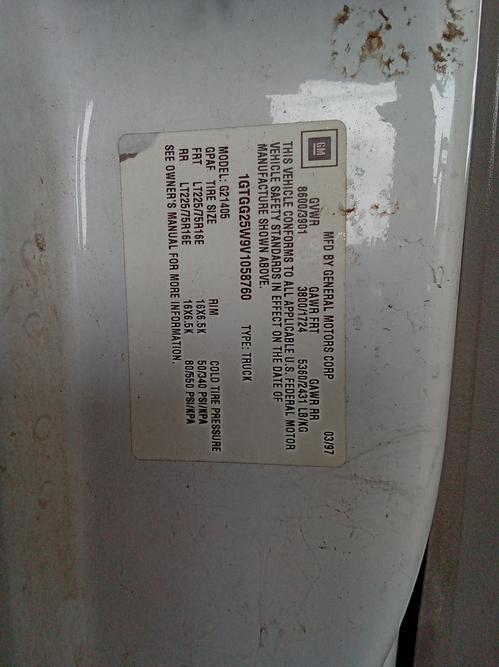 GM
MFD BY GENERAL MOTORS CORP 03/97
GVWR GAWR FRT GAWR RR
8600/3901 3800/1724 5360/2431 LB/KG
THIS VEHICLE CONFORMS TO ALL APPLICABLE U.S. FEDERAL MOTOR
VEHICLE SAFETY STANDARDS IN EFFECT ON THE DATE OF
MANUFACTURE SHOWN ABOVE.
1GTGG25W9V1058760 TYPE: TRUCK
MODEL: G21405
GPAF: TIRE SIZE RIM COLD TIRE PRESSURE
FRT LT225/75R16E 16X6.5K 50/340 PSI/KPA
RR LT225/75R16E 16X6.5K 80/550 PSI/KPA
SEE OWNER'S MANUAL FOR MORE INFORMATION.